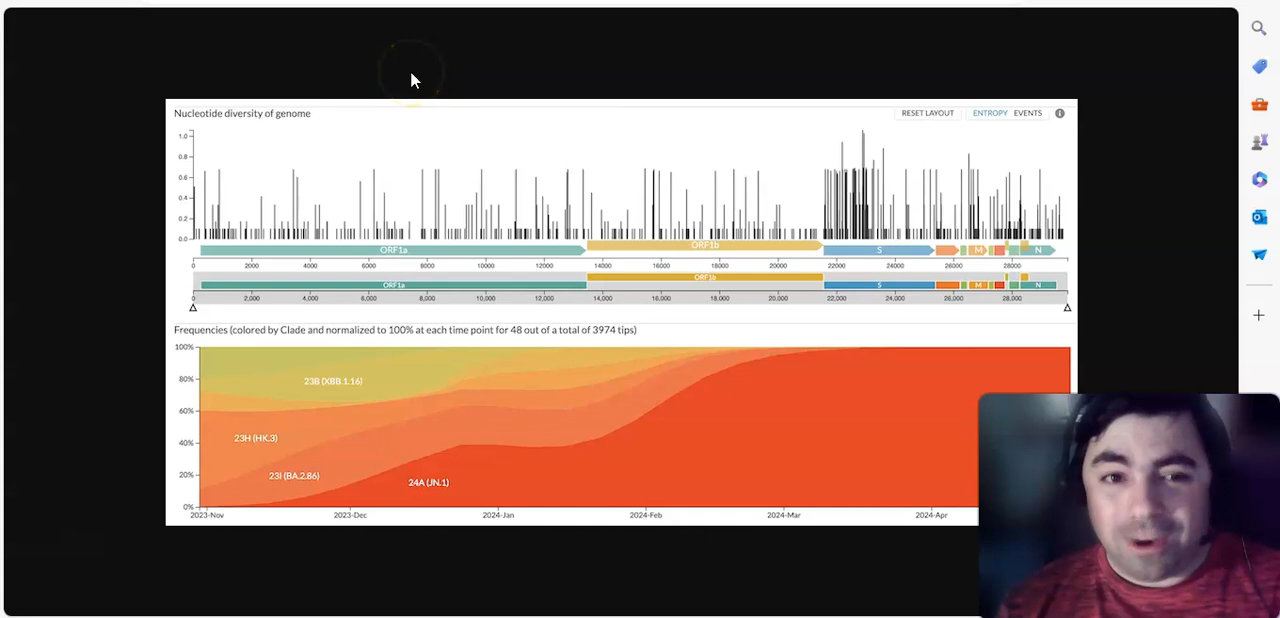 Nucleotide diversity of genome
RESET LAYOUT ENTROPY EVENTS
1.0
0.8
0.6
0.4
0.2
0.0
ORF1a ORF1b S M N
0 2000 4000 6000 8000 10000 12000 14000 16000 18000 20000 22000 24000 26000 28000
ORF1a ORF1b S M N
0 2,000 4,000 6,000 8,000 10,000 12,000 14,000 16,000 18,000 20,000 22,000 24,000 26,000 28,000
Frequencies (colored by Clade and normalized to 100% at each time point for 48 out of a total of 3974 tips)
100%
80%
60%
40%
20%
0%
23B (XBB.1.16)
23H (HK.3)
23I (BA.2.86)
24A (JN.1)
2023-Nov 2023-Dec 2024-Jan 2024-Feb 2024-Mar 2024-Apr